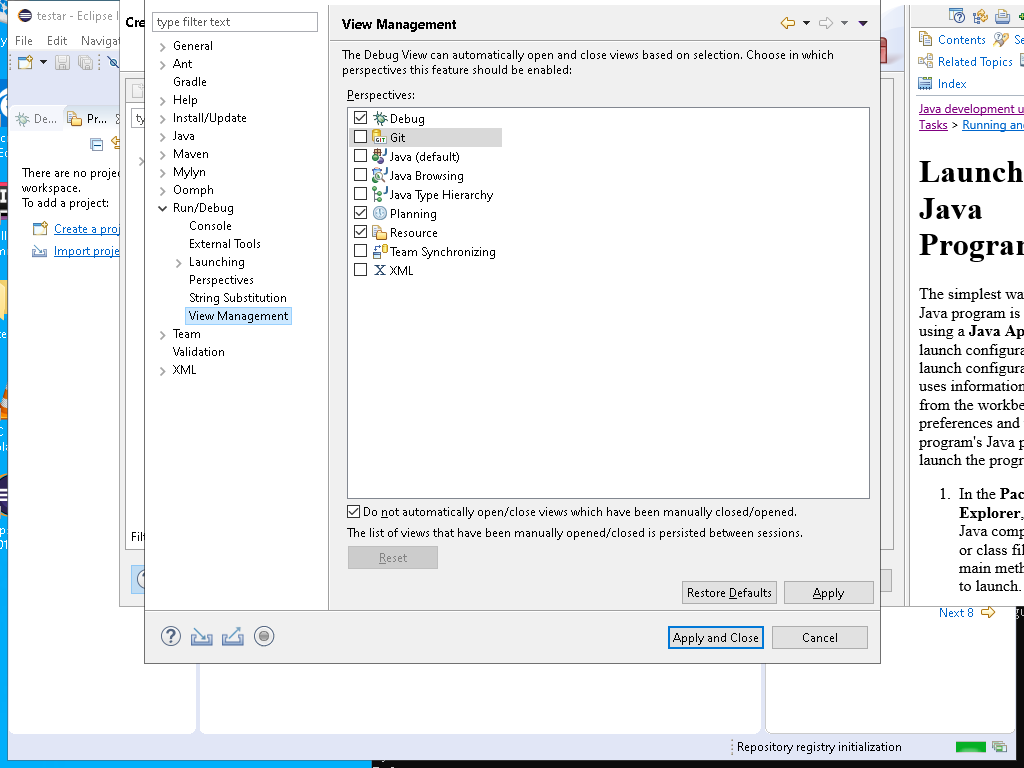 testar - Eclipse I
File Edit Navigat
De... Pr...
There are no proje
workspace.
To add a project:
Create a proj
Import proje
Cre
ty
Filt
type filter text
General
Ant
Gradle
Help
Install/Update
Java
Maven
Mylyn
Oomph
Run/Debug
Console
External Tools
Launching
Perspectives
String Substitution
View Management
Team
Validation
XML
View Management
The Debug View can automatically open and close views based on selection. Choose in which
perspectives this feature should be enabled:
Perspectives:
Debug
Git
Java (default)
Java Browsing
Java Type Hierarchy
Planning
Resource
Team Synchronizing
XML
Do not automatically open/close views which have been manually closed/opened.
The list of views that have been manually opened/closed is persisted between sessions.
Reset
Restore Defaults Apply
Apply and Close Cancel
Contents Se
Related Topics
Index
Java development u
Tasks > Running and
Launch
Java
Program
The simplest wa
Java program is
using a Java Ap
launch configura
launch configura
uses information
from the workbe
preferences and
program's Java p
launch the progr
1. In the Pac
Explorer,
Java comp
or class fil
main meth
to launch.
Next 8
Repository registry initialization